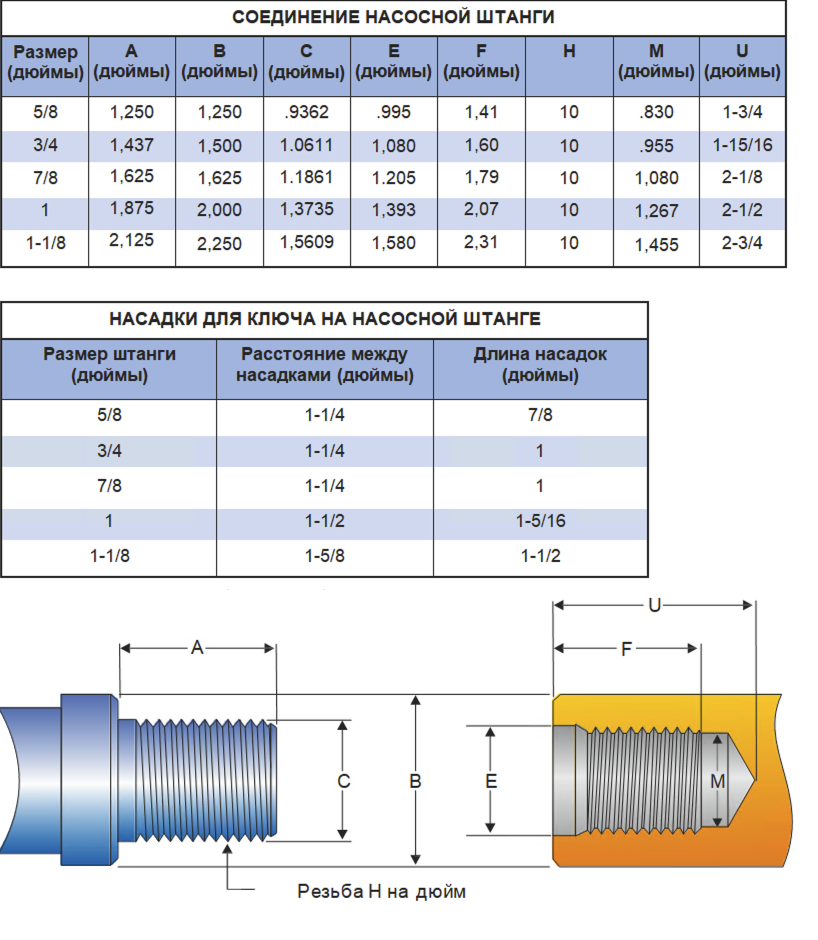 СОЕДИНЕНИЕ НАСОСНОЙ ШТАНГИ
Размер (дюймы) A (дюймы) B (дюймы) C (дюймы) E (дюймы) F (дюймы) H M (дюймы) U (дюймы)
5/8 1,250 1,250 .9362 .995 1,41 10 .830 1-3/4
3/4 1,437 1,500 1.0611 1,080 1,60 10 .955 1-15/16
7/8 1,625 1,625 1.1861 1.205 1,79 10 1,080 2-1/8
1 1,875 2,000 1,3735 1,393 2,07 10 1,267 2-1/2
1-1/8 2,125 2,250 1,5609 1,580 2,31 10 1,455 2-3/4
НАСАДКИ ДЛЯ КЛЮЧА НА НАСОСНОЙ ШТАНГЕ
Размер штанги (дюймы) Расстояние между насадками (дюймы) Длина насадок (дюймы)
5/8 1-1/4 7/8
3/4 1-1/4 1
7/8 1-1/4 1
1 1-1/2 1-5/16
1-1/8 1-5/8 1-1/2
U
A F
C B E M
Резьба H на дюйм